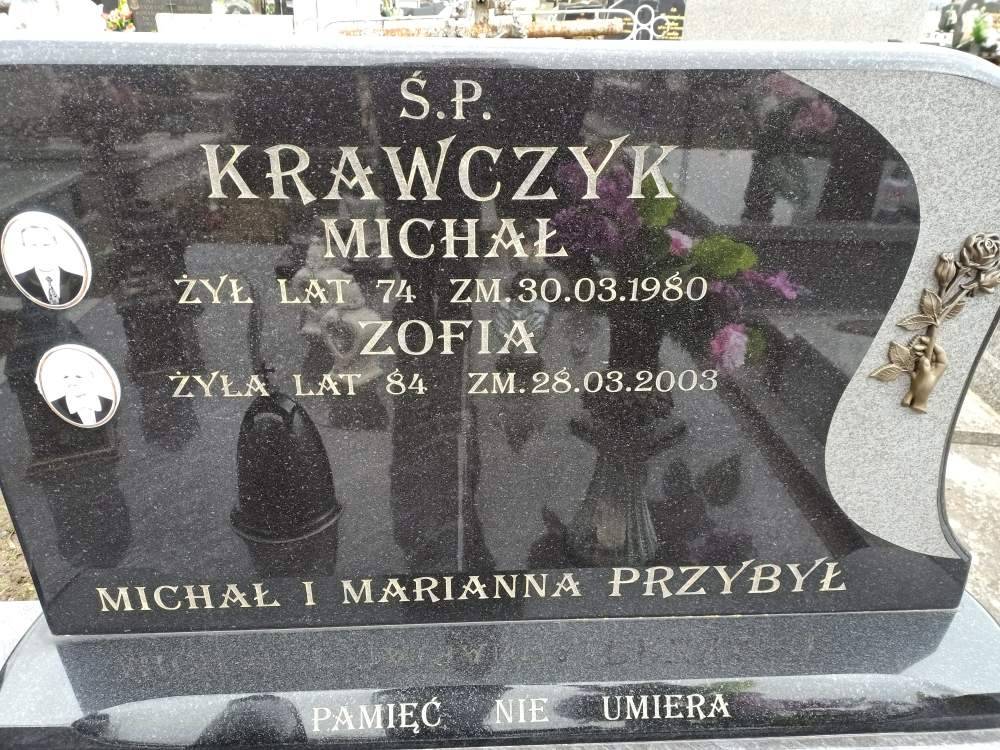 Ś.P.
KRAWCZYK
MICHAŁ
ŻYŁ LAT 74 ZM.30.03.1980
ZOFIA
ŻYŁA LAT 84 ZM.28.03.2003
MICHAŁ I MARIANNA PRZYBYŁ
PAMIĘĆ NIE UMIERA